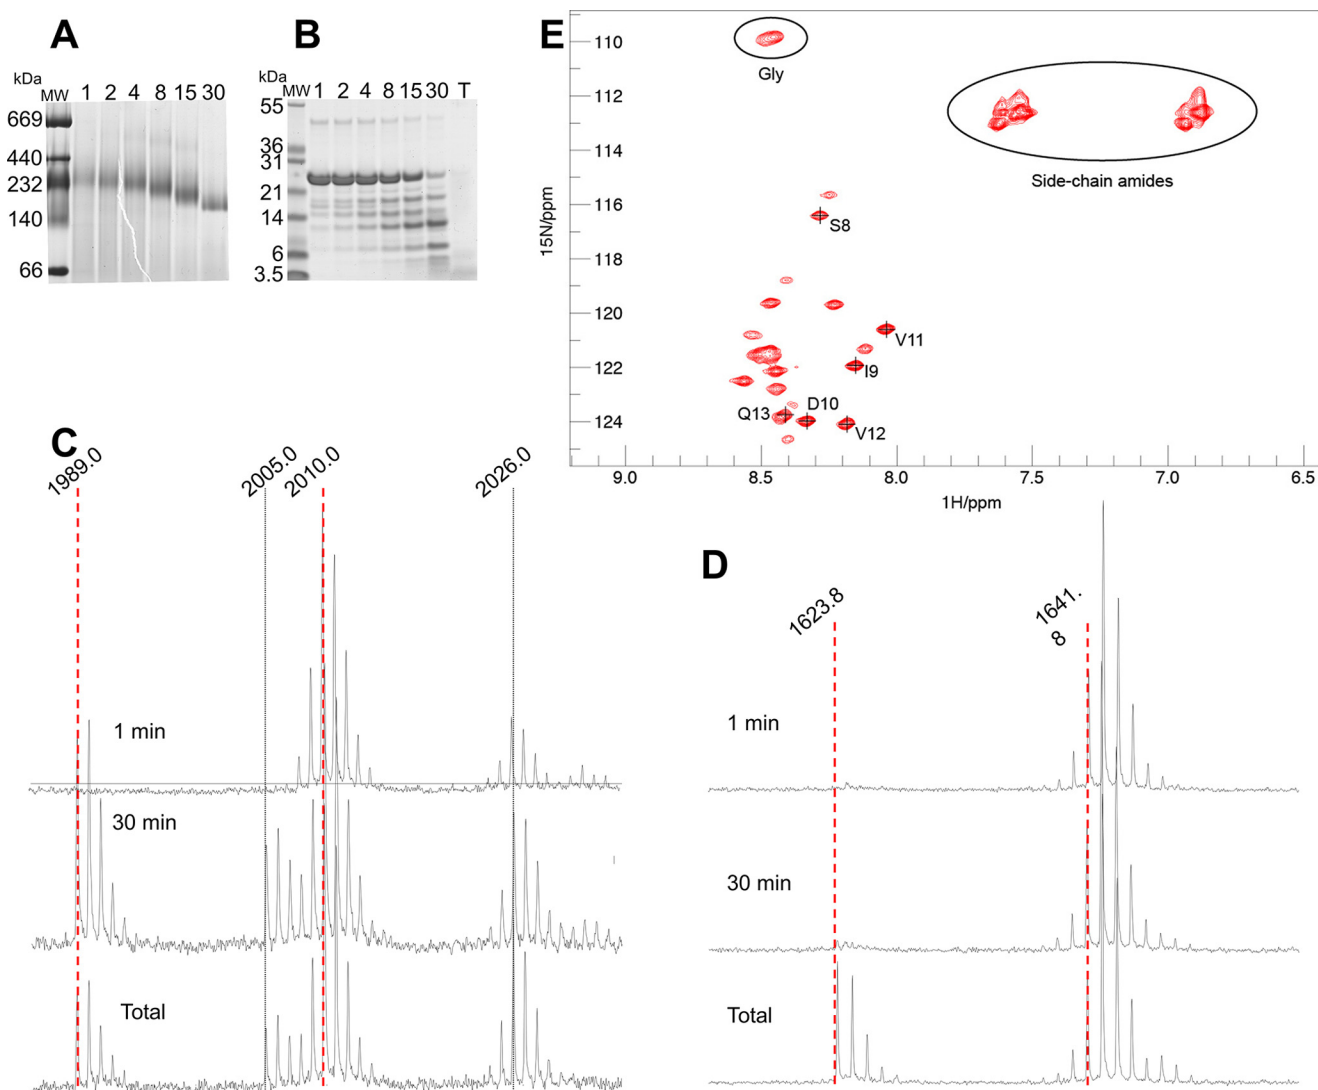 A
kDa
MW 1 2 4 8 15 30
669
440
232
140
66
B
kDa
MW 1 2 4 8 15 30 T
55
36
31
21
14
6
3.5
E
15N/ppm
110
112
114
116
118
120
122
124
Gly
Side-chain amides
S8
V11
I9
Q13
D10
V12
9.0 8.5 8.0 7.5 7.0 6.5
1H/ppm
C
1989.0
2005.0
2010.0
2026.0
1 min
30 min
Total
D
1623.8
1641.
8
1 min
30 min
Total